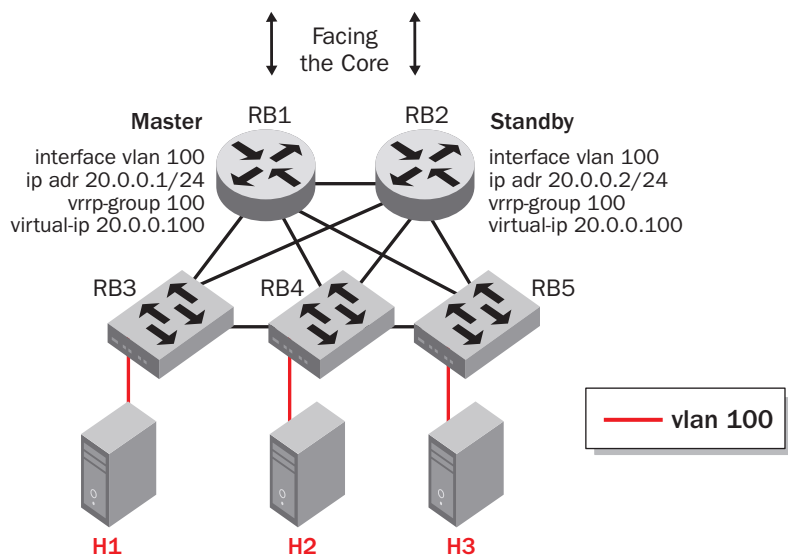 Facing
the Core
RB1
RB2
Master
Standby
interface vlan 100
ip adr 20.0.0.1/24
vrrp-group 100
virtual-ip 20.0.0.100
interface vlan 100
ip adr 20.0.0.2/24
vrrp-group 100
virtual-ip 20.0.0.100
RB3
RB4
RB5
vlan 100
H1
H2
H3